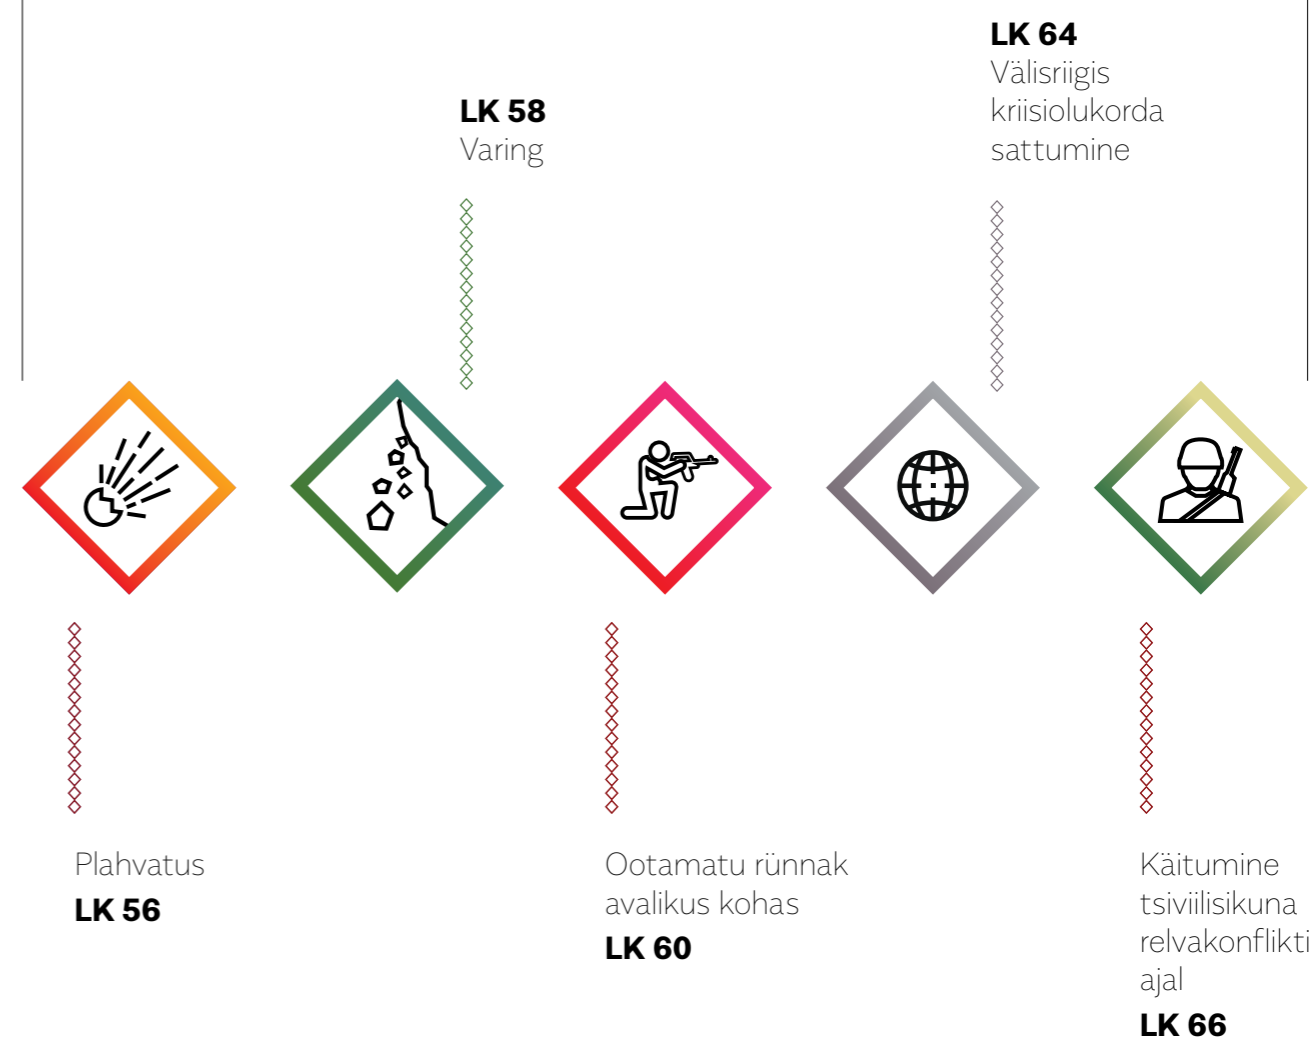 LK 64
Välisriigis
kriisiolukorda
sattumine
LK 58
Varing
Plahvatus
LK 56
Ootamatu rünnak
avalikus kohas
LK 60
Käitumine
tsiviilisikuna
relvakonflikti
ajal
LK 66